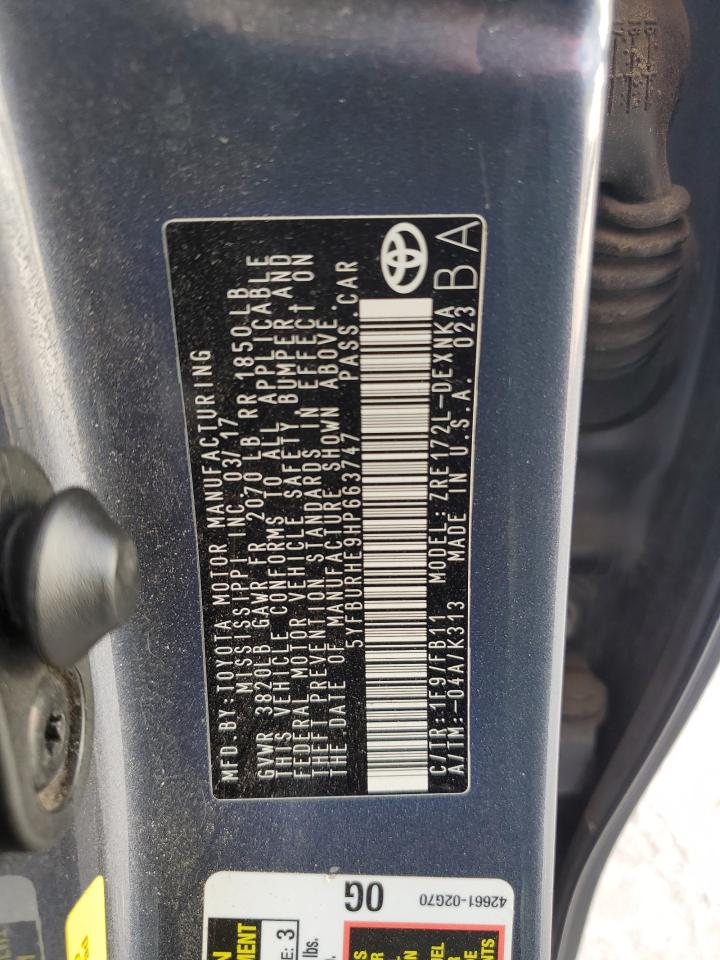 MFD.BY:TOYOTA MOTOR MANUFACTURING
MISSISSIPPI INC. 03/17
GVWR 3820LB GAWR FR 2070 LB RR 1850 LB
THIS VEHICLE CONFORMS TO ALL APPLICABLE
FEDERAL MOTOR VEHICLE SAFETY, BUMPER, AND
THEFT PREVENTION STANDARDS IN EFFECT ON
THE DATE OF MANUFACTURE SHOWN ABOVE.
5YFBURHE9HP663747 PASS.CAR
C/TR:1F9/FB11 MODEL:ZRE172L-DEXNKA
A/TM:-04A/K313 MADE IN U.S.A. 023
BA
0G
42661-02G70
3
lbs.